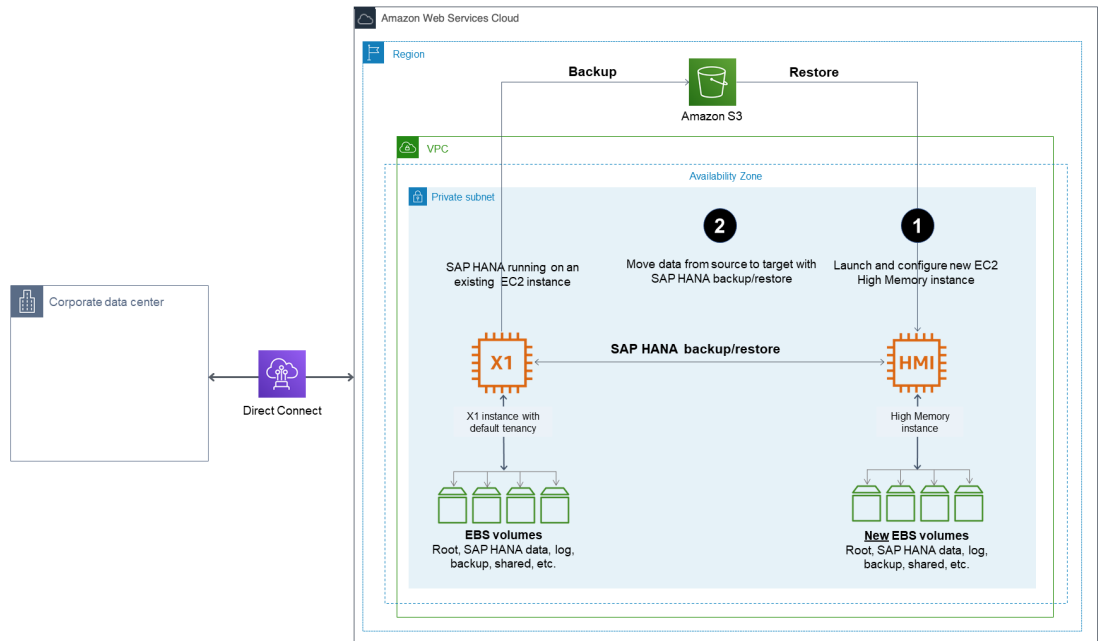 Amazon Web Services Cloud
Region
Backup
Restore
Amazon S3
VPC
Availability Zone
Private subnet
2
1
SAP HANA running on an
existing EC2 instance
Move data from source to target with
SAP HANA backup/restore
Launch and configure new EC2
High Memory instance
Corporate data center
Direct Connect
X1
SAP HANA backup/restore
HMI
X1 instance with
default tenancy
High Memory
instance
EBS volumes
Root, SAP HANA data, log,
backup, shared, etc.
New EBS volumes
Root, SAP HANA data, log,
backup, shared, etc.